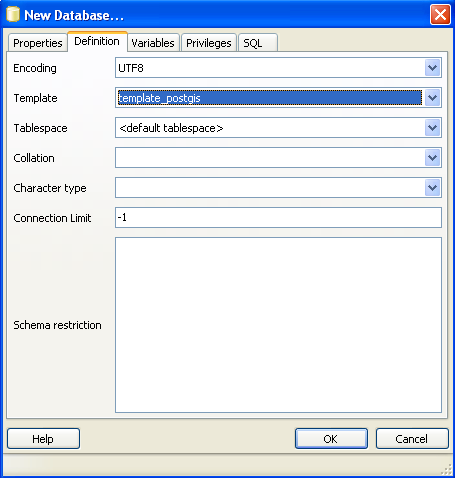 New Database...
Properties Definition Variables Privileges SQL
Encoding UTF8
Template template_postgis
Tablespace <default tablespace>
Collation
Character type
Connection Limit -1
Schema restriction
Help OK Cancel